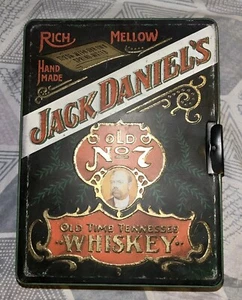 RICH MELLOW
HAND
MADE
JACK DANIEL'S
OLD
No 7
OLD TIME TENNESSEE
WHISKEY